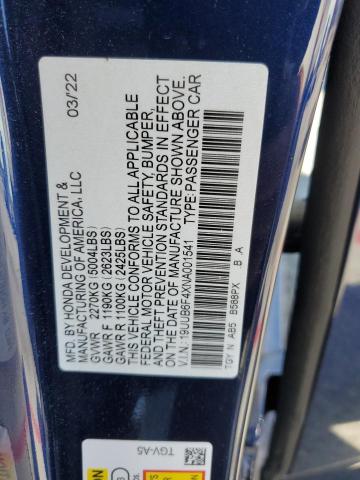 MFD. BY HONDA DEVELOPMENT &
MANUFACTURING OF AMERICA, LLC
03/22
GVWR 2270KG (5004LBS)
GAWR F 1190KG (2623LBS)
GAWR R 1100KG (2425LBS)
THIS VEHICLE CONFORMS TO ALL APPLICABLE
FEDERAL MOTOR VEHICLE SAFETY, BUMPER,
AND THEFT PREVENTION STANDARDS IN EFFECT
ON THE DATE OF MANUFACTURE SHOWN ABOVE.
V.I.N.: 19UUB6F4XNA001541 TYPE:PASSENGER CAR
TGY N AB5 B588PX B A
TGV-A5